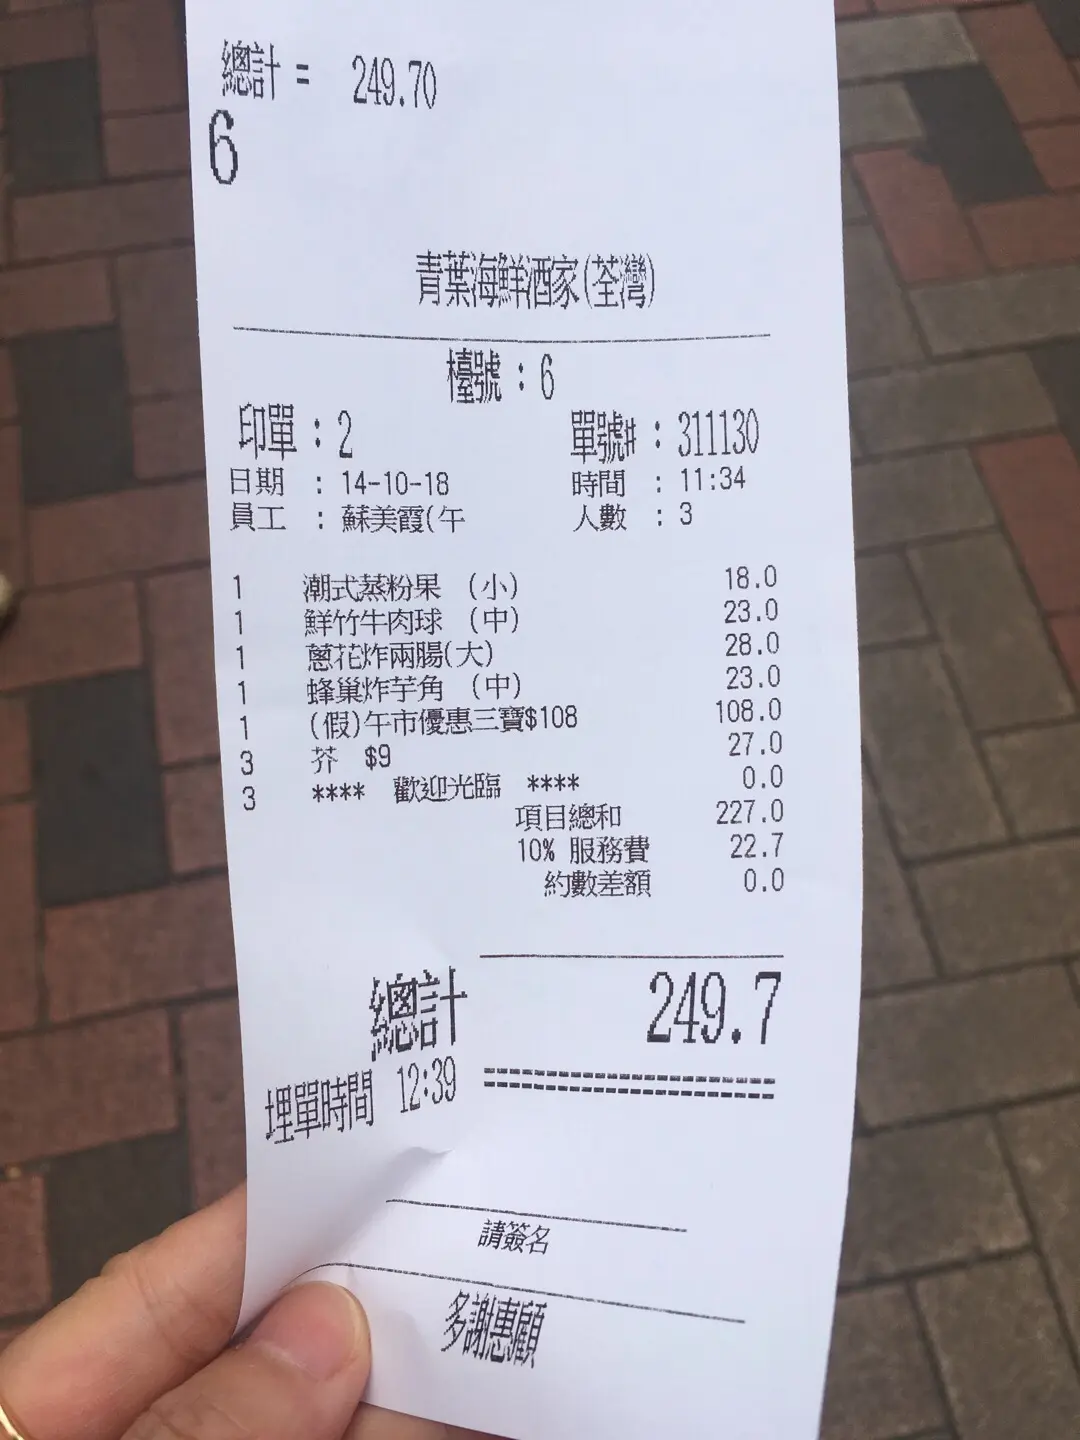 總計 = 249.70
6
青葉海鮮酒家(荃灣)
檯號 : 6
印單 : 2 單號# : 311130
日期 : 14-10-18 時間 : 11:34
員工 : 蘇美霞(午 人數 : 3
1 潮式蒸粉果 (小) 18.0
1 鮮竹牛肉球 (中) 23.0
1 蔥花炸兩腸(大) 28.0
1 蜂巢炸芋角 (中) 23.0
1 (假)午市優惠三寶$108 108.0
3 芥 $9 27.0
3 **** 歡迎光臨 **** 0.0
項目總和 227.0
10% 服務費 22.7
約數差額 0.0
總計 249.7
埋單時間 12:39
請簽名
多謝惠顧